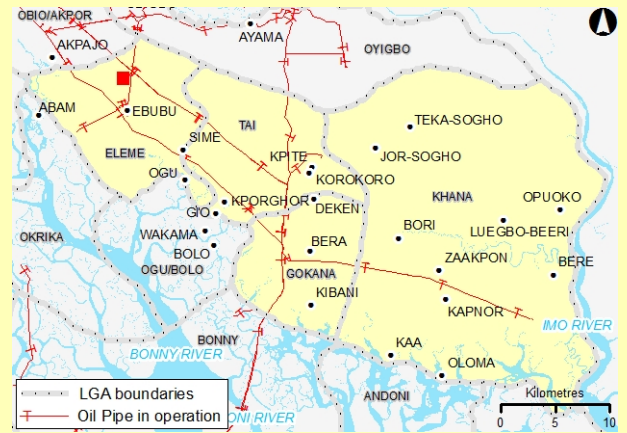 OBIO/AKPOR
AYAMA
AKPAJO
OYIGBO
ABAM
EBUBU
TAI
TEKA-SOGHO
SIME
ELEME
KPITE
JOR-SOGHO
OGU
KOROKORO
KHANA
OPUOKO
KPORGHOR
DEKEN
GIO
LUEGBO-BEERI
OKRIKA
WAKAMA
BORI
BOLO
BERA
OGU/BOLO
ZAAKPON
BERE
GOKANA
KIBANI
KAPNOR
IMO RIVER
BONNY
BONNY RIVER
KAA
OLOMA
ANDONI
LGA boundaries
Oil Pipe in operation
ONI RIVER
Kilometres
0 5 10